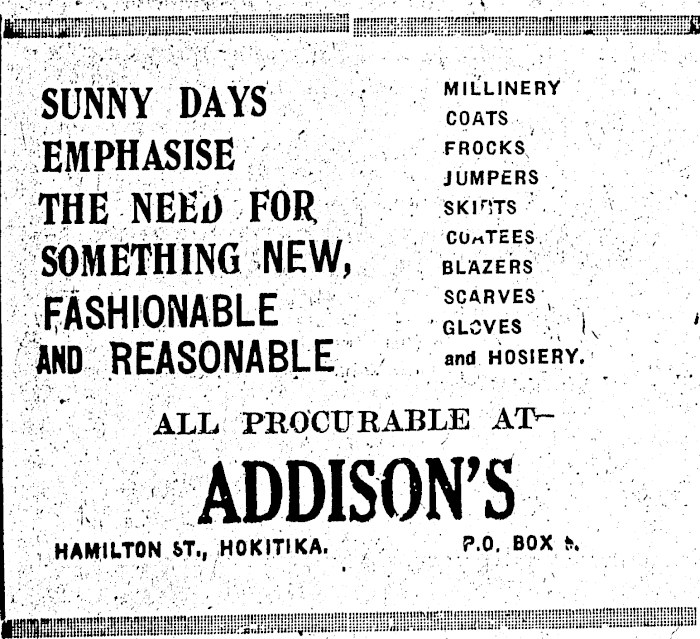 SUNNY DAYS
EMPHASISE
THE NEED FOR
SOMETHING NEW,
FASHIONABLE
AND REASONABLE
MILLINERY
COATS
FROCKS
JUMPERS
SKIRTS
COATEES
BLAZERS
SCARVES
GLOVES
and HOSIERY.
ALL PROCURABLE AT—
ADDISON'S
HAMILTON ST., HOKITIKA.
P.O. BOX